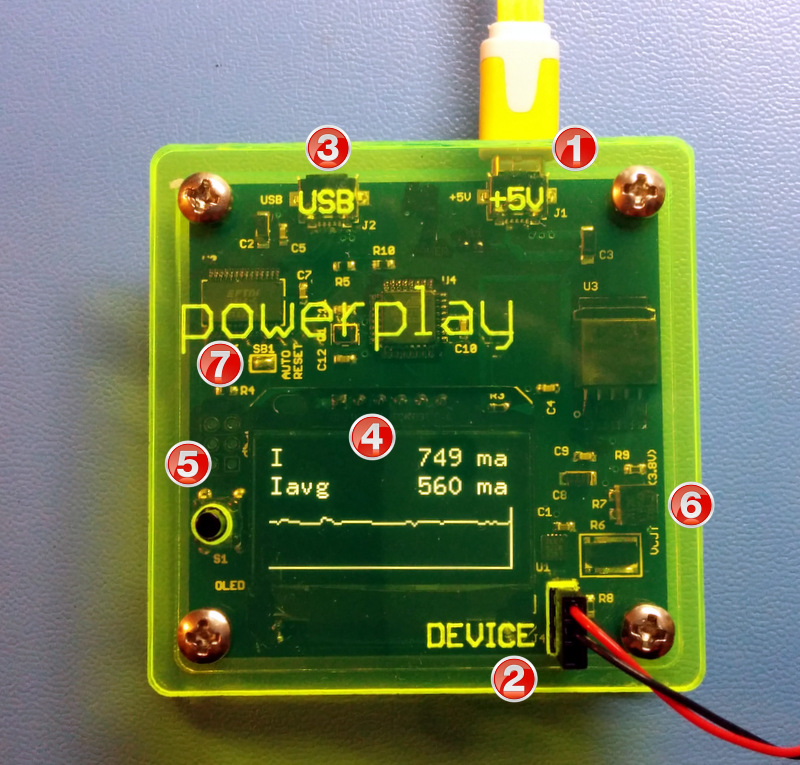 3
1
USB
USB
+5V
+5V
J2
J1
C2
C5
R10
C3
C7
R5
U4
U3
powerplay
C12
C10
7
SB1
AUTO
RESET
R4
R3
C4
4
I 749 ma
Iavg 560 ma
5
C9
R9
(3.8V)
C8
R7
6
C1
R6
S1
U1
OLED
R8
DEVICE
2